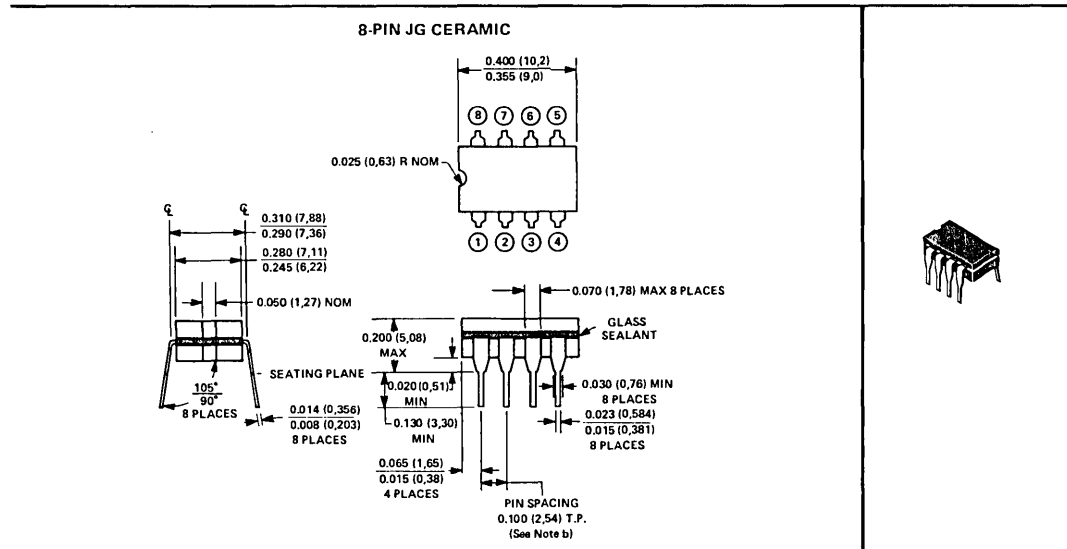 8-PIN JG CERAMIC
0.400 (10,2)
0.355 (9,0)
8 7 6 5
0.025 (0,63) R NOM
1 2 3 4
℄ ℄
0.310 (7,88)
0.290 (7,36)
0.280 (7,11)
0.245 (6,22)
0.050 (1,27) NOM
105°
90°
8 PLACES
0.014 (0,356)
0.008 (0,203)
8 PLACES
0.070 (1,78) MAX 8 PLACES
GLASS
SEALANT
0.200 (5,08)
MAX
SEATING PLANE
0.020 (0,51)
MIN
0.130 (3,30)
MIN
0.030 (0,76) MIN
8 PLACES
0.023 (0,584)
0.015 (0,381)
8 PLACES
0.065 (1,65)
0.015 (0,38)
4 PLACES
PIN SPACING
0.100 (2,54) T.P.
(See Note b)